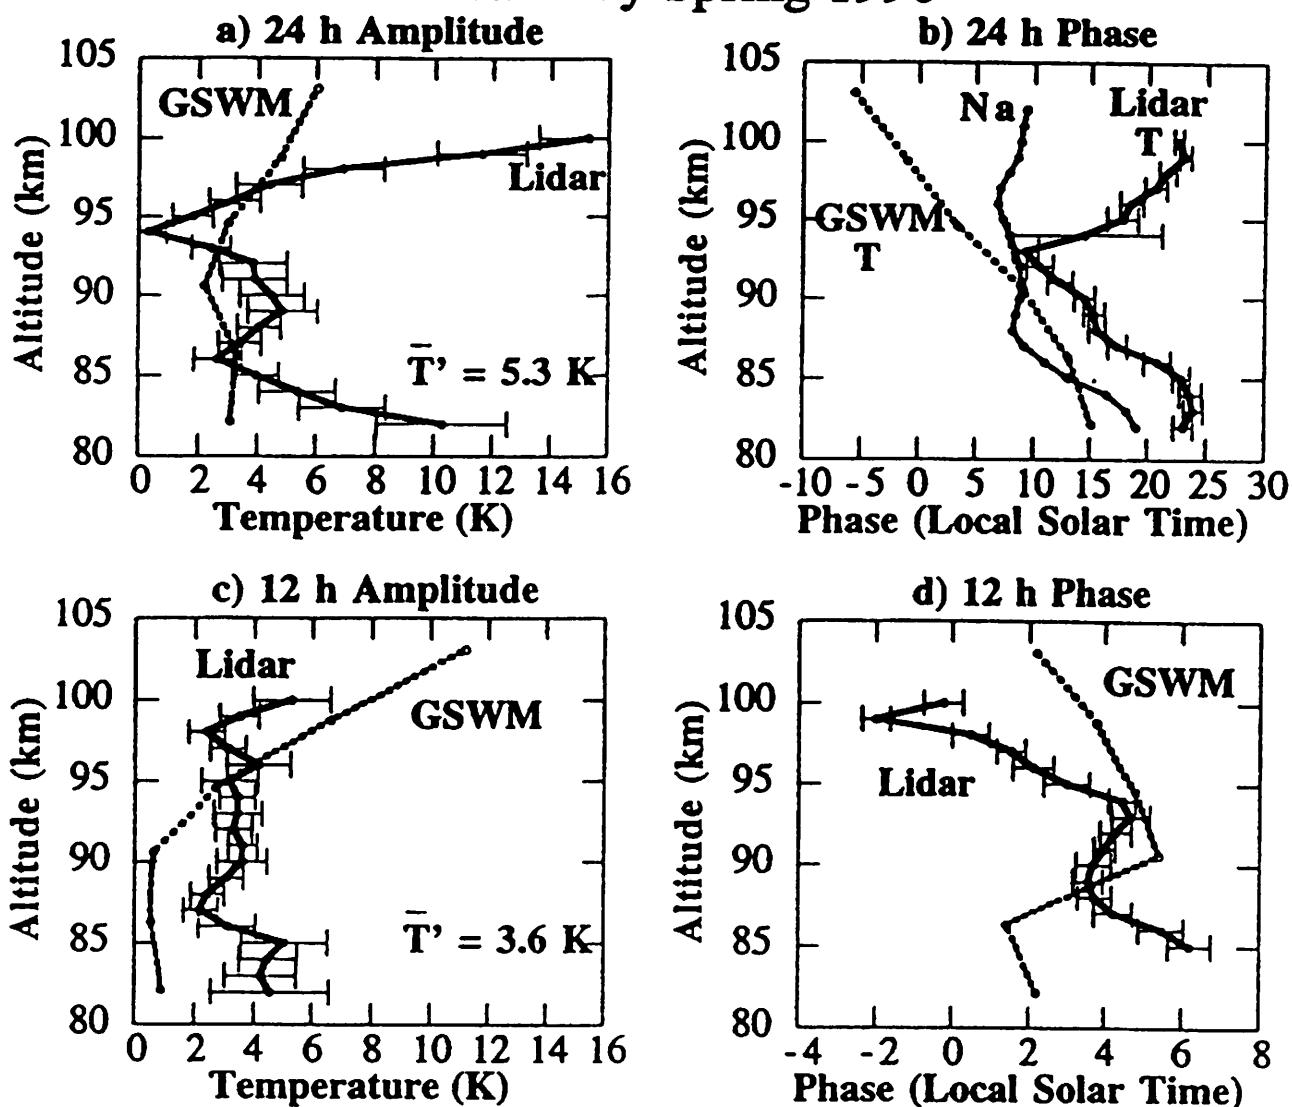 a) 24 h Amplitude
105
100
95
90
85
80
Altitude (km)
GSWM
Lidar
T̄' = 5.3 K
0 2 4 6 8 10 12 14 16
Temperature (K)
b) 24 h Phase
105
100
95
90
85
80
Altitude (km)
Na
Lidar
T
GSWM
T
-10 -5 0 5 10 15 20 25 30
Phase (Local Solar Time)
c) 12 h Amplitude
105
100
95
90
85
80
Altitude (km)
Lidar
GSWM
T̄' = 3.6 K
0 2 4 6 8 10 12 14 16
Temperature (K)
d) 12 h Phase
105
100
95
90
85
80
Altitude (km)
GSWM
Lidar
-4 -2 0 2 4 6 8
Phase (Local Solar Time)